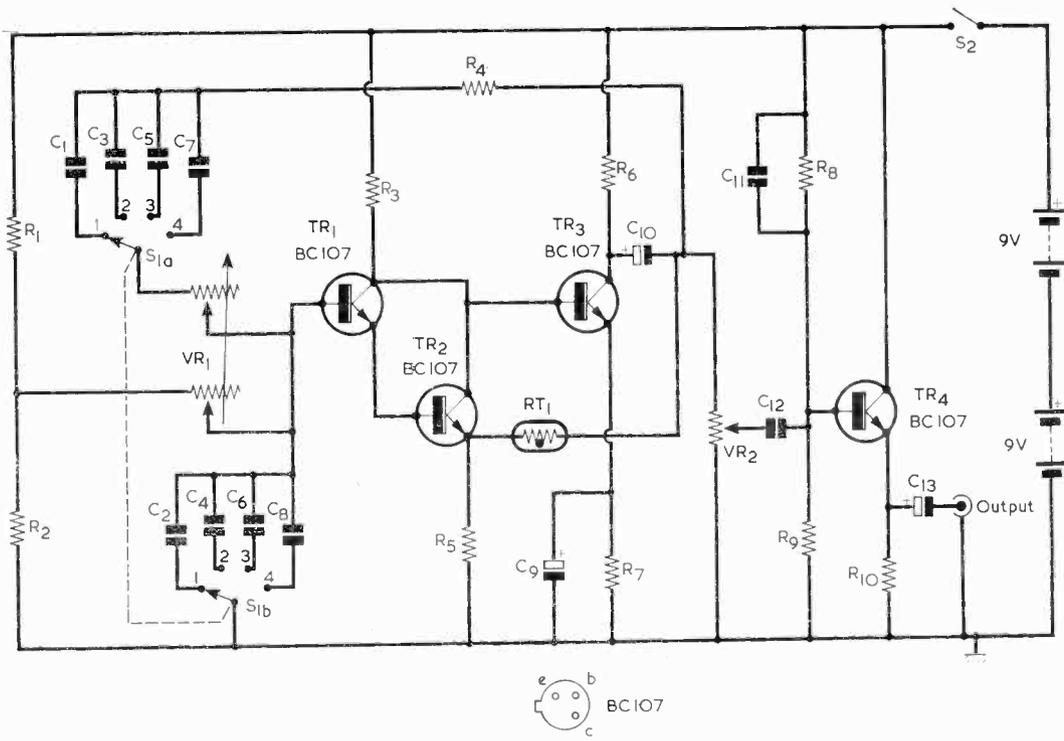 S2
R4
C1
C3
C5
C7
R3
R6
C11
R8
R1
1
2
3
4
S1a
TR1
BC107
TR3
BC107
C10
9V
VR1
TR2
BC107
RT1
C12
VR2
TR4
BC107
9V
C2
C4
C6
C8
R2
1
2
3
4
S1b
R5
C9
R7
R9
C13
Output
R10
e
b
c
BC107
+
+
+
+
+